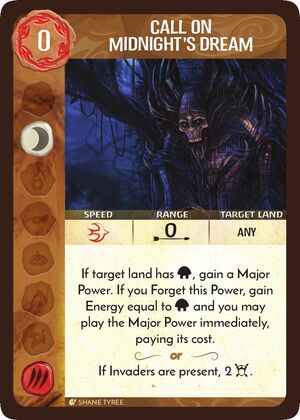 0
CALL ON
MIDNIGHT'S DREAM
SPEED RANGE TARGET LAND
0 ANY
If target land has , gain a Major
Power. If you Forget this Power, gain
Energy equal to and you may
play the Major Power immediately,
paying its cost.
or
If Invaders are present, 2 .
SHANE TYREE